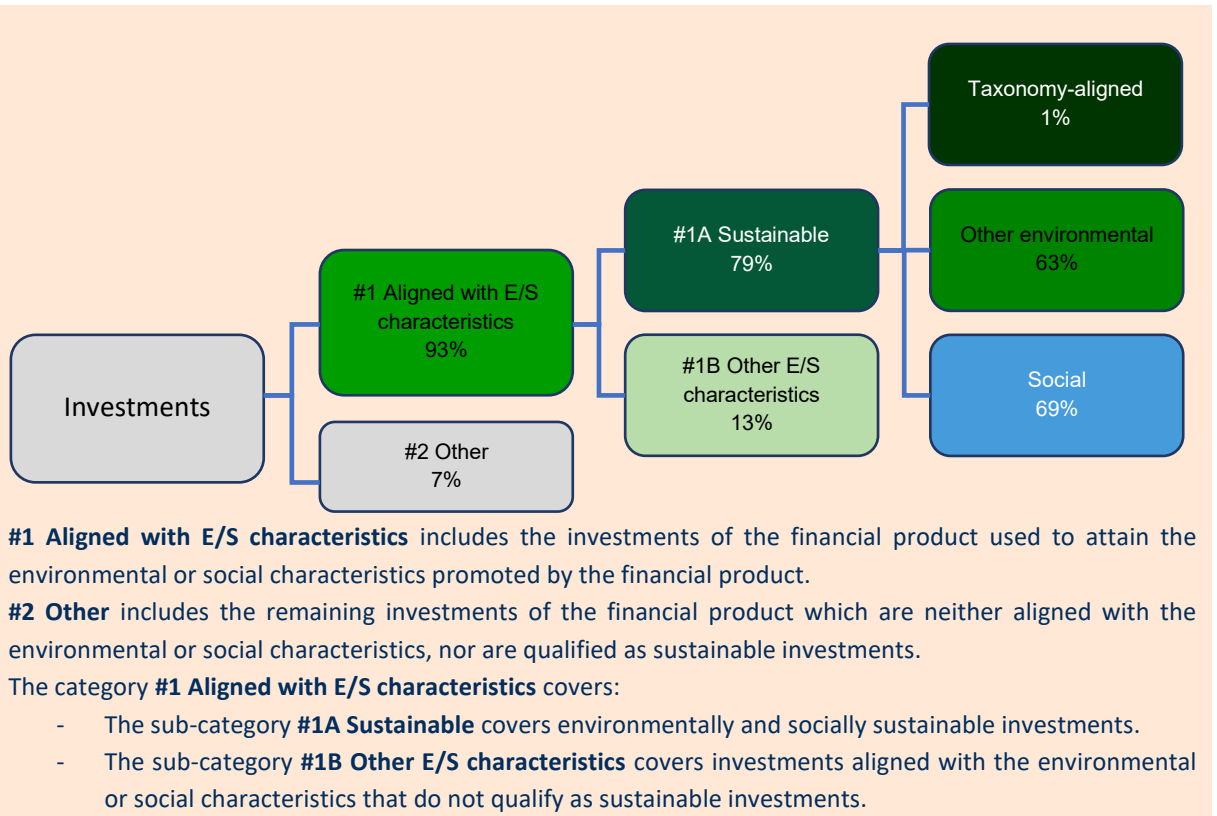 Taxonomy-aligned
1%
#1A Sustainable
79%
Other environmental
63%
#1 Aligned with E/S
characteristics
93%
#1B Other E/S
characteristics
13%
Social
69%
Investments
#2 Other
7%
#1 Aligned with E/S characteristics includes the investments of the financial product used to attain the
environmental or social characteristics promoted by the financial product.
#2 Other includes the remaining investments of the financial product which are neither aligned with the
environmental or social characteristics, nor are qualified as sustainable investments.
The category #1 Aligned with E/S characteristics covers:
- The sub-category #1A Sustainable covers environmentally and socially sustainable investments.
- The sub-category #1B Other E/S characteristics covers investments aligned with the environmental
or social characteristics that do not qualify as sustainable investments.